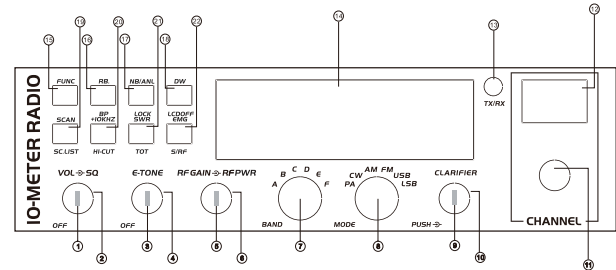 19 20 21 22 14 12
15 16 17 18 13
FUNC RB. NB/ANL DW
SCAN BP +10KHZ LOCK SWR LCDOFF EMG
SC.LIST HI-CUT TOT S/RF
TX/RX
10-METER RADIO
VOL SQ E-TONE RF GAIN RF PWR
A B C D E F
PA CW AM FM USB LSB
CLARIFIER
OFF OFF BAND MODE PUSH
CHANNEL
1 2 3 4 5 6 7 8 9 10 11